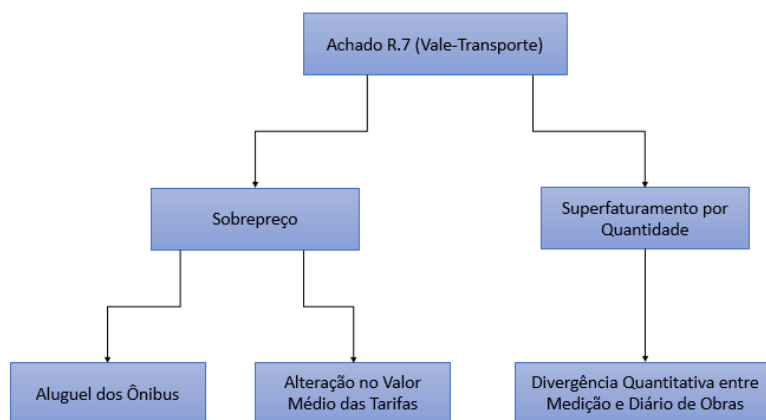 Achado R.7 (Vale-Transporte)
Sobrepreço
Superfaturamento por
Quantidade
Aluguel dos Ônibus
Alteração no Valor
Médio das Tarifas
Divergência Quantitativa entre
Medição e Diário de Obras